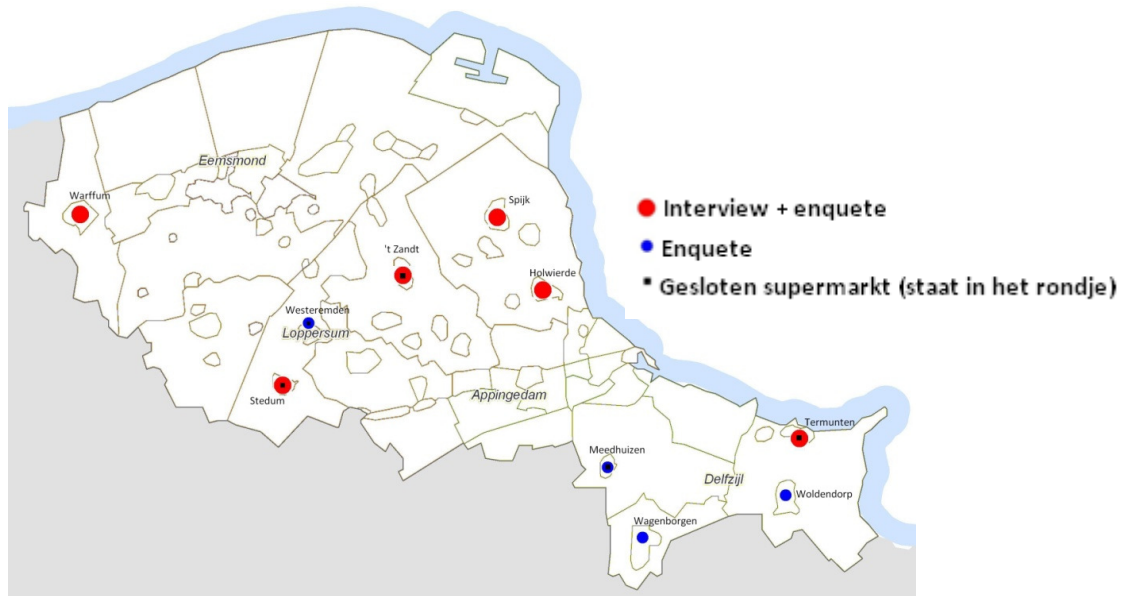 Eemsmond
Warffum
Spijk
't Zandt
Holwierde
Westeremden
Loppersum
Stedum
Appingedam
Termunten
Meedhuizen
Delfzijl
Woldendorp
Wagenborgen
Interview + enquete
Enquete
Gesloten supermarkt (staat in het rondje)